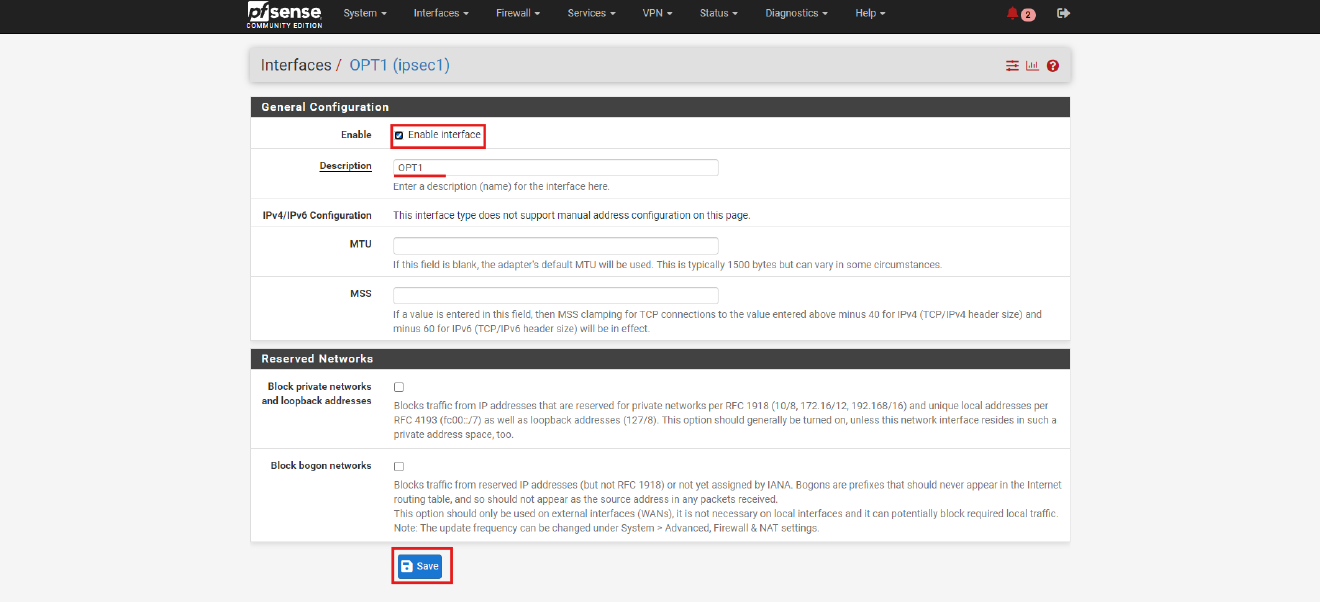 pfsense
COMMUNITY EDITION
System
Interfaces
Firewall
Services
VPN
Status
Diagnostics
Help
2
Interfaces / OPT1 (ipsec1)
General Configuration
Enable
Enable interface
Description
OPT1
Enter a description (name) for the interface here.
IPv4/IPv6 Configuration
This interface type does not support manual address configuration on this page.
MTU
If this field is blank, the adapter's default MTU will be used. This is typically 1500 bytes but can vary in some circumstances.
MSS
If a value is entered in this field, then MSS clamping for TCP connections to the value entered above minus 40 for IPv4 (TCP/IPv4 header size) and
minus 60 for IPv6 (TCP/IPv6 header size) will be in effect.
Reserved Networks
Block private networks
and loopback addresses
Blocks traffic from IP addresses that are reserved for private networks per RFC 1918 (10/8, 172.16/12, 192.168/16) and unique local addresses per
RFC 4193 (fc00::/7) as well as loopback addresses (127/8). This option should generally be turned on, unless this network interface resides in such a
private address space, too.
Block bogon networks
Blocks traffic from reserved IP addresses (but not RFC 1918) or not yet assigned by IANA. Bogons are prefixes that should never appear in the Internet
routing table, and so should not appear as the source address in any packets received.
This option should only be used on external interfaces (WANs), it is not necessary on local interfaces and it can potentially block required local traffic.
Note: The update frequency can be changed under System > Advanced, Firewall & NAT settings.
Save